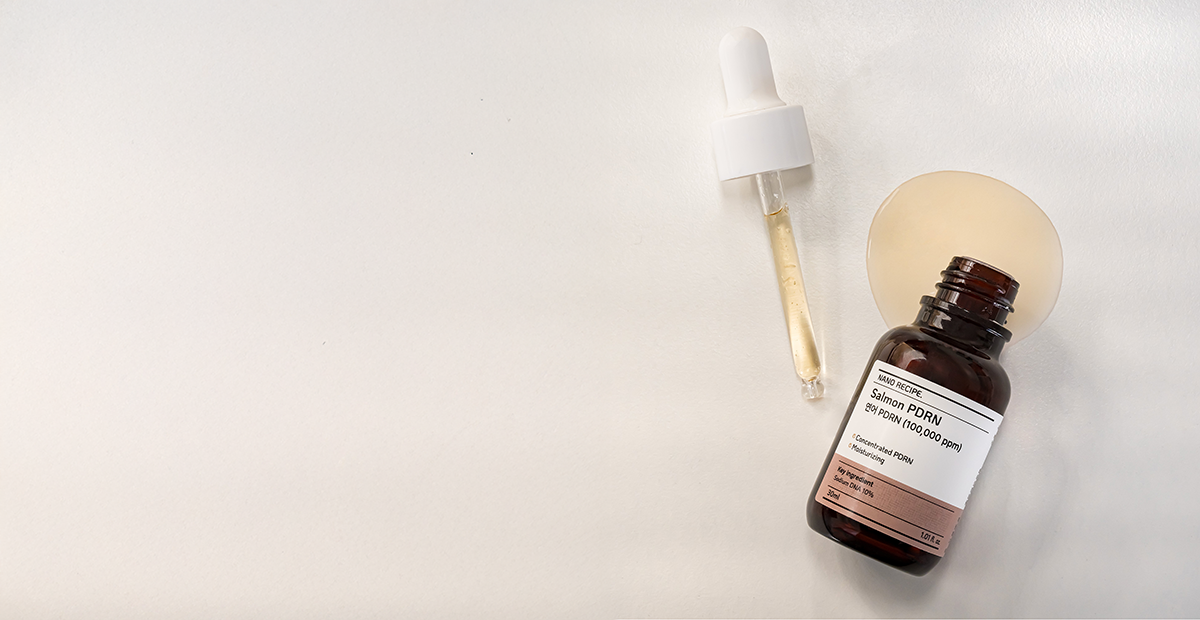 NANO RECIPE.
Salmon PDRN
연어 PDRN (100,000 ppm)
Concentrated PDRN
Moisturizing
Key Ingredient
Sodium DNA 10%
30ml
1.01 fl. oz.